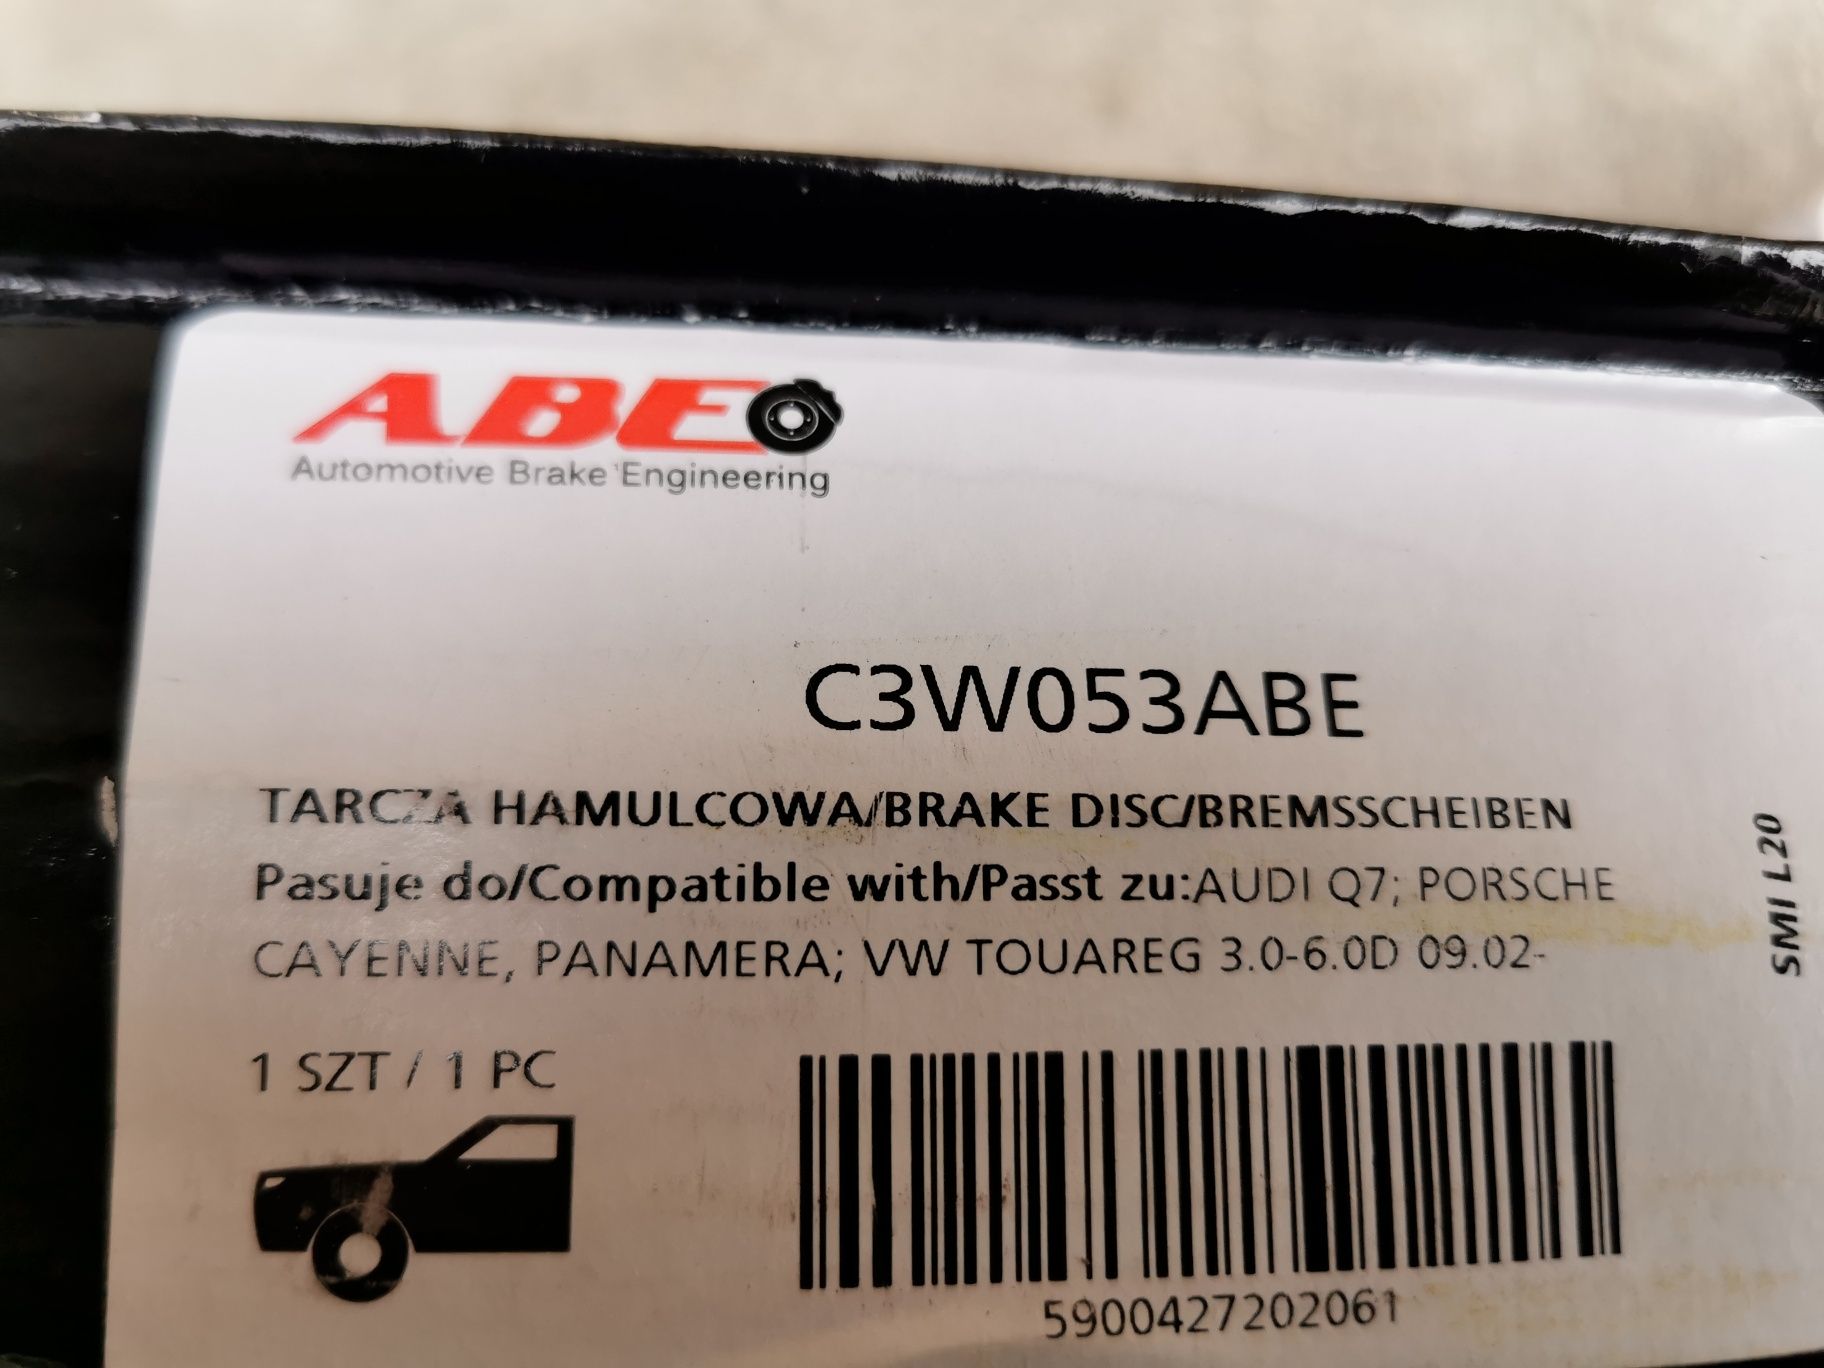 ABE
Automotive Brake Engineering
C3W053ABE
TARCZA HAMULCOWA/BRAKE DISC/BREMSSCHEIBEN
Pasuje do/Compatible with/Passt zu:AUDI Q7; PORSCHE
CAYENNE, PANAMERA; VW TOUAREG 3.0-6.0D 09.02-
SMI L20
1 SZT / 1 PC
5900427202061